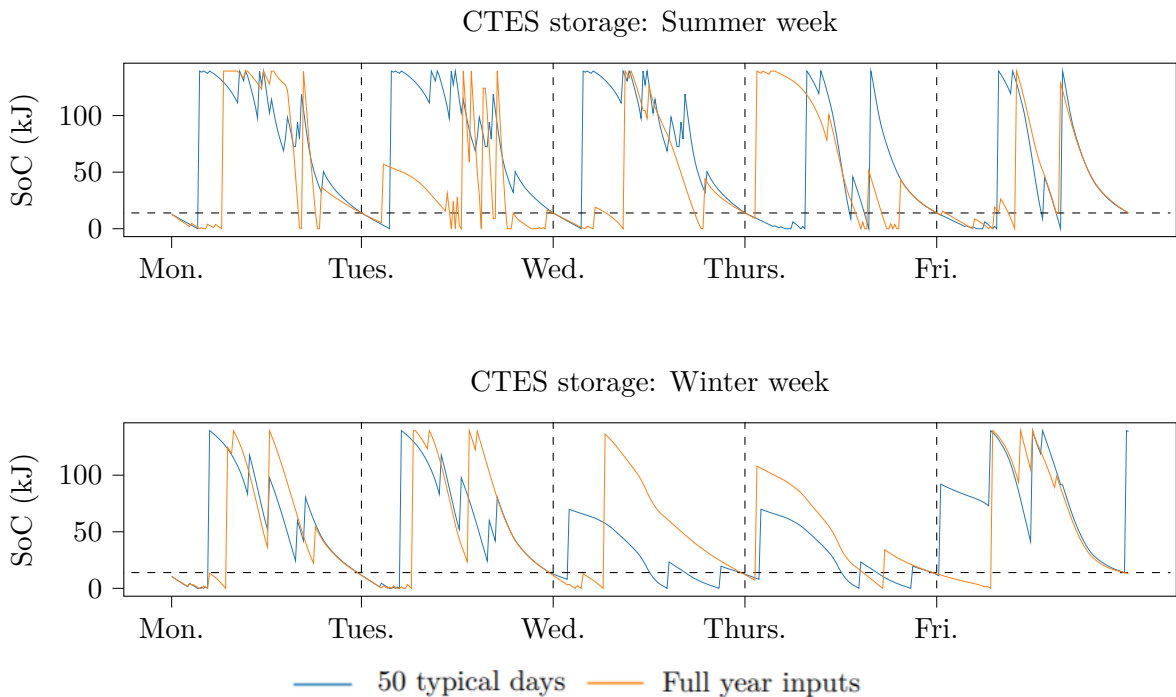 CTES storage: Summer week
SoC (kJ)
100
50
0
Mon. Tues. Wed. Thurs. Fri.
CTES storage: Winter week
SoC (kJ)
100
50
0
Mon. Tues. Wed. Thurs. Fri.
50 typical days Full year inputs